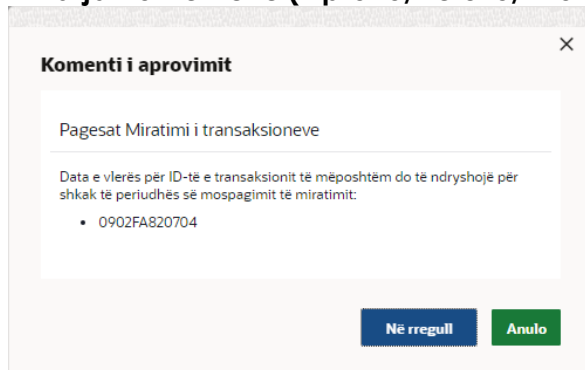 Komenti i aprovimit
Pagesat Miratimi i transaksioneve
Data e vlerës për ID-të e transaksionit të mëposhtëm do të ndryshojë për
shkak të periudhës së mospagimit të miratimit:
• 0902FA820704
Në rregull Anulo